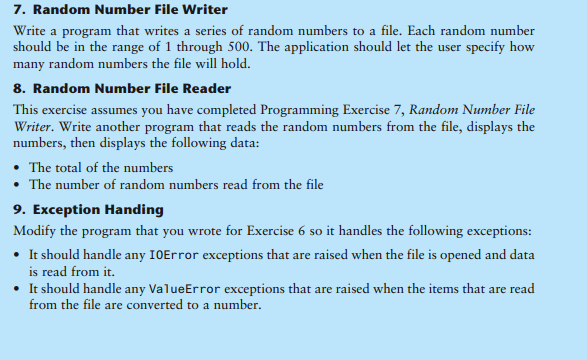 7. Random Number File Writer
Write a program that writes a series of random numbers to a file. Each random number
should be in the range of 1 through 500. The application should let the user specify how
many random numbers the file will hold.
8. Random Number File Reader
This exercise assumes you have completed Programming Exercise 7, Random Number File
Writer. Write another program that reads the random numbers from the file, displays the
numbers, then displays the following data:
• The total of the numbers
• The number of random numbers read from the file
9. Exception Handing
Modify the program that you wrote for Exercise 6 so it handles the following exceptions:
• It should handle any IOError exceptions that are raised when the file is opened and data
is read from it.
• It should handle any ValueError exceptions that are raised when the items that are read
from the file are converted to a number.